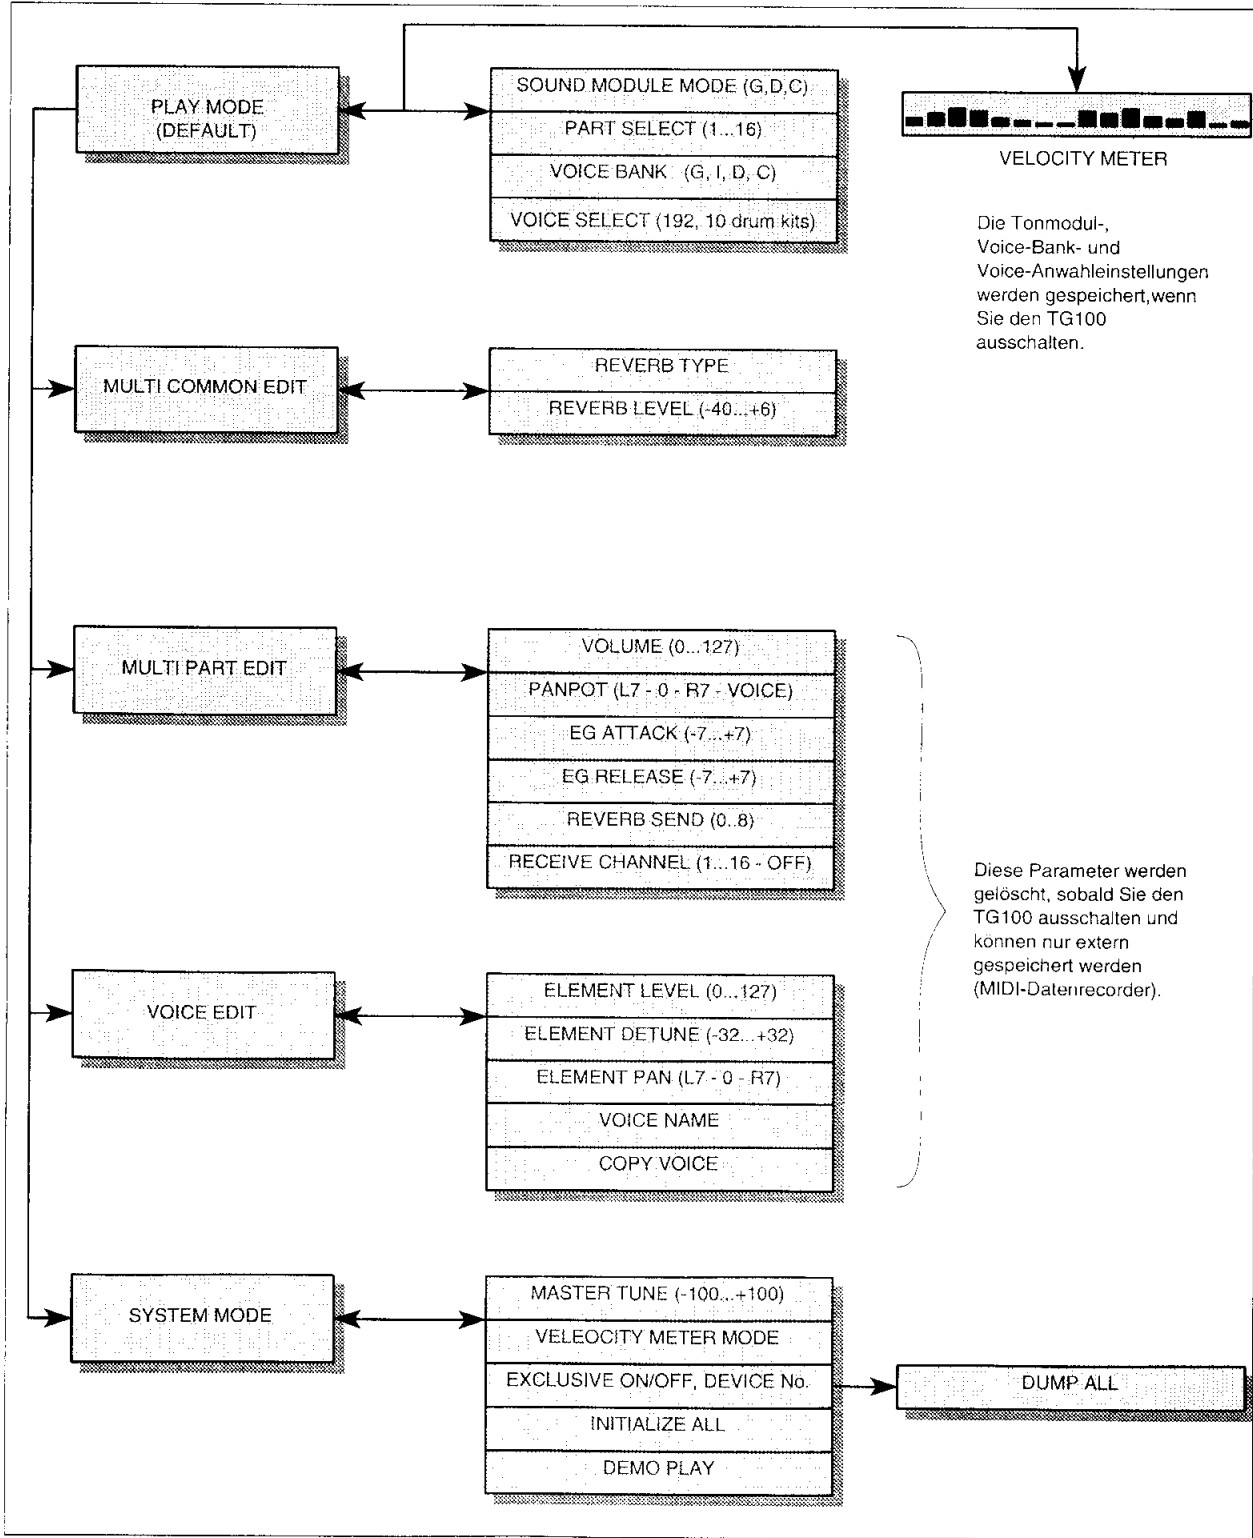 PLAY MODE
(DEFAULT)
SOUND MODULE MODE (G,D,C)
PART SELECT (1...16)
VOICE BANK (G, I, D, C)
VOICE SELECT (192, 10 drum kits)
VELOCITY METER
Die Tonmodul-,
Voice-Bank- und
Voice-Anwahleinstellungen
werden gespeichert,wenn
Sie den TG100
ausschalten.
MULTI COMMON EDIT
REVERB TYPE
REVERB LEVEL (-40...+6)
MULTI PART EDIT
VOLUME (0...127)
PANPOT (L7 - 0 - R7 - VOICE)
EG ATTACK (-7...+7)
EG RELEASE (-7...+7)
REVERB SEND (0..8)
RECEIVE CHANNEL (1...16 - OFF)
Diese Parameter werden
gelöscht, sobald Sie den
TG100 ausschalten und
können nur extern
gespeichert werden
(MIDI-Datenrecorder).
VOICE EDIT
ELEMENT LEVEL (0...127)
ELEMENT DETUNE (-32...+32)
ELEMENT PAN (L7 - 0 - R7)
VOICE NAME
COPY VOICE
SYSTEM MODE
MASTER TUNE (-100...+100)
VELEOCITY METER MODE
EXCLUSIVE ON/OFF, DEVICE No.
INITIALIZE ALL
DEMO PLAY
DUMP ALL